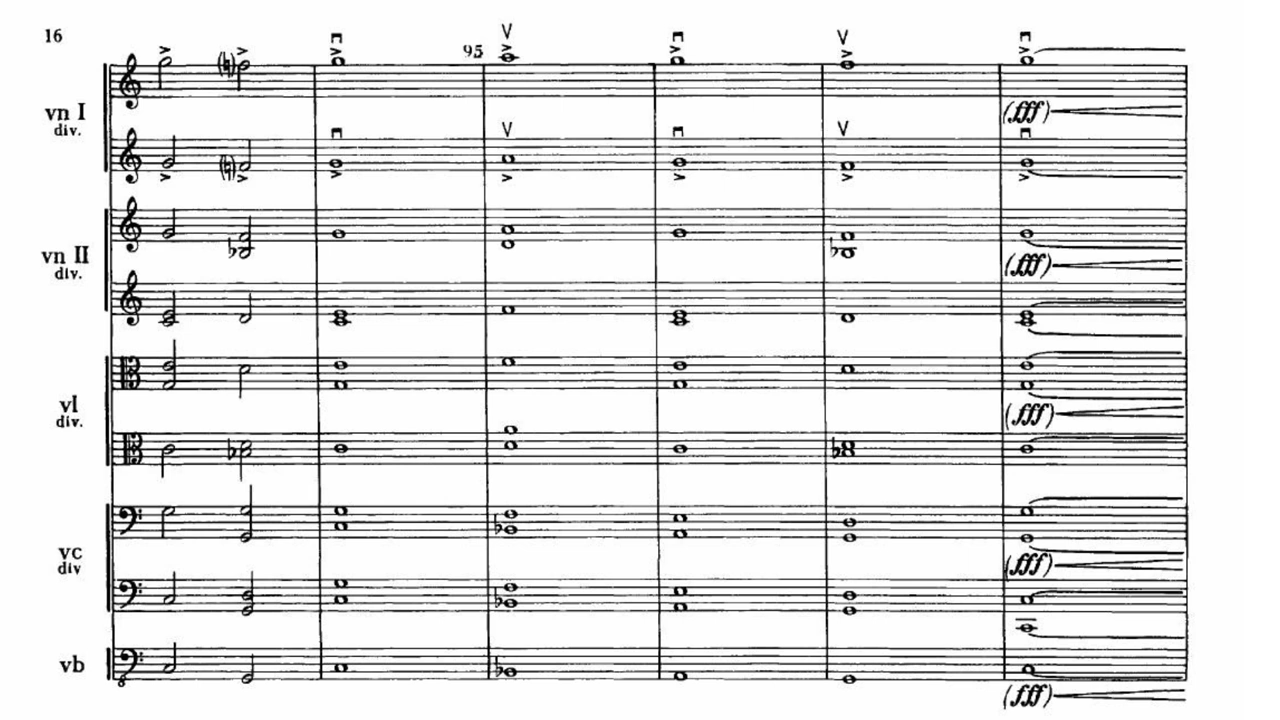 16
95
vn I
div.
(fff)
vn II
div.
(fff)
vl
div.
(fff)
vc
div
(fff)
vb
(fff)